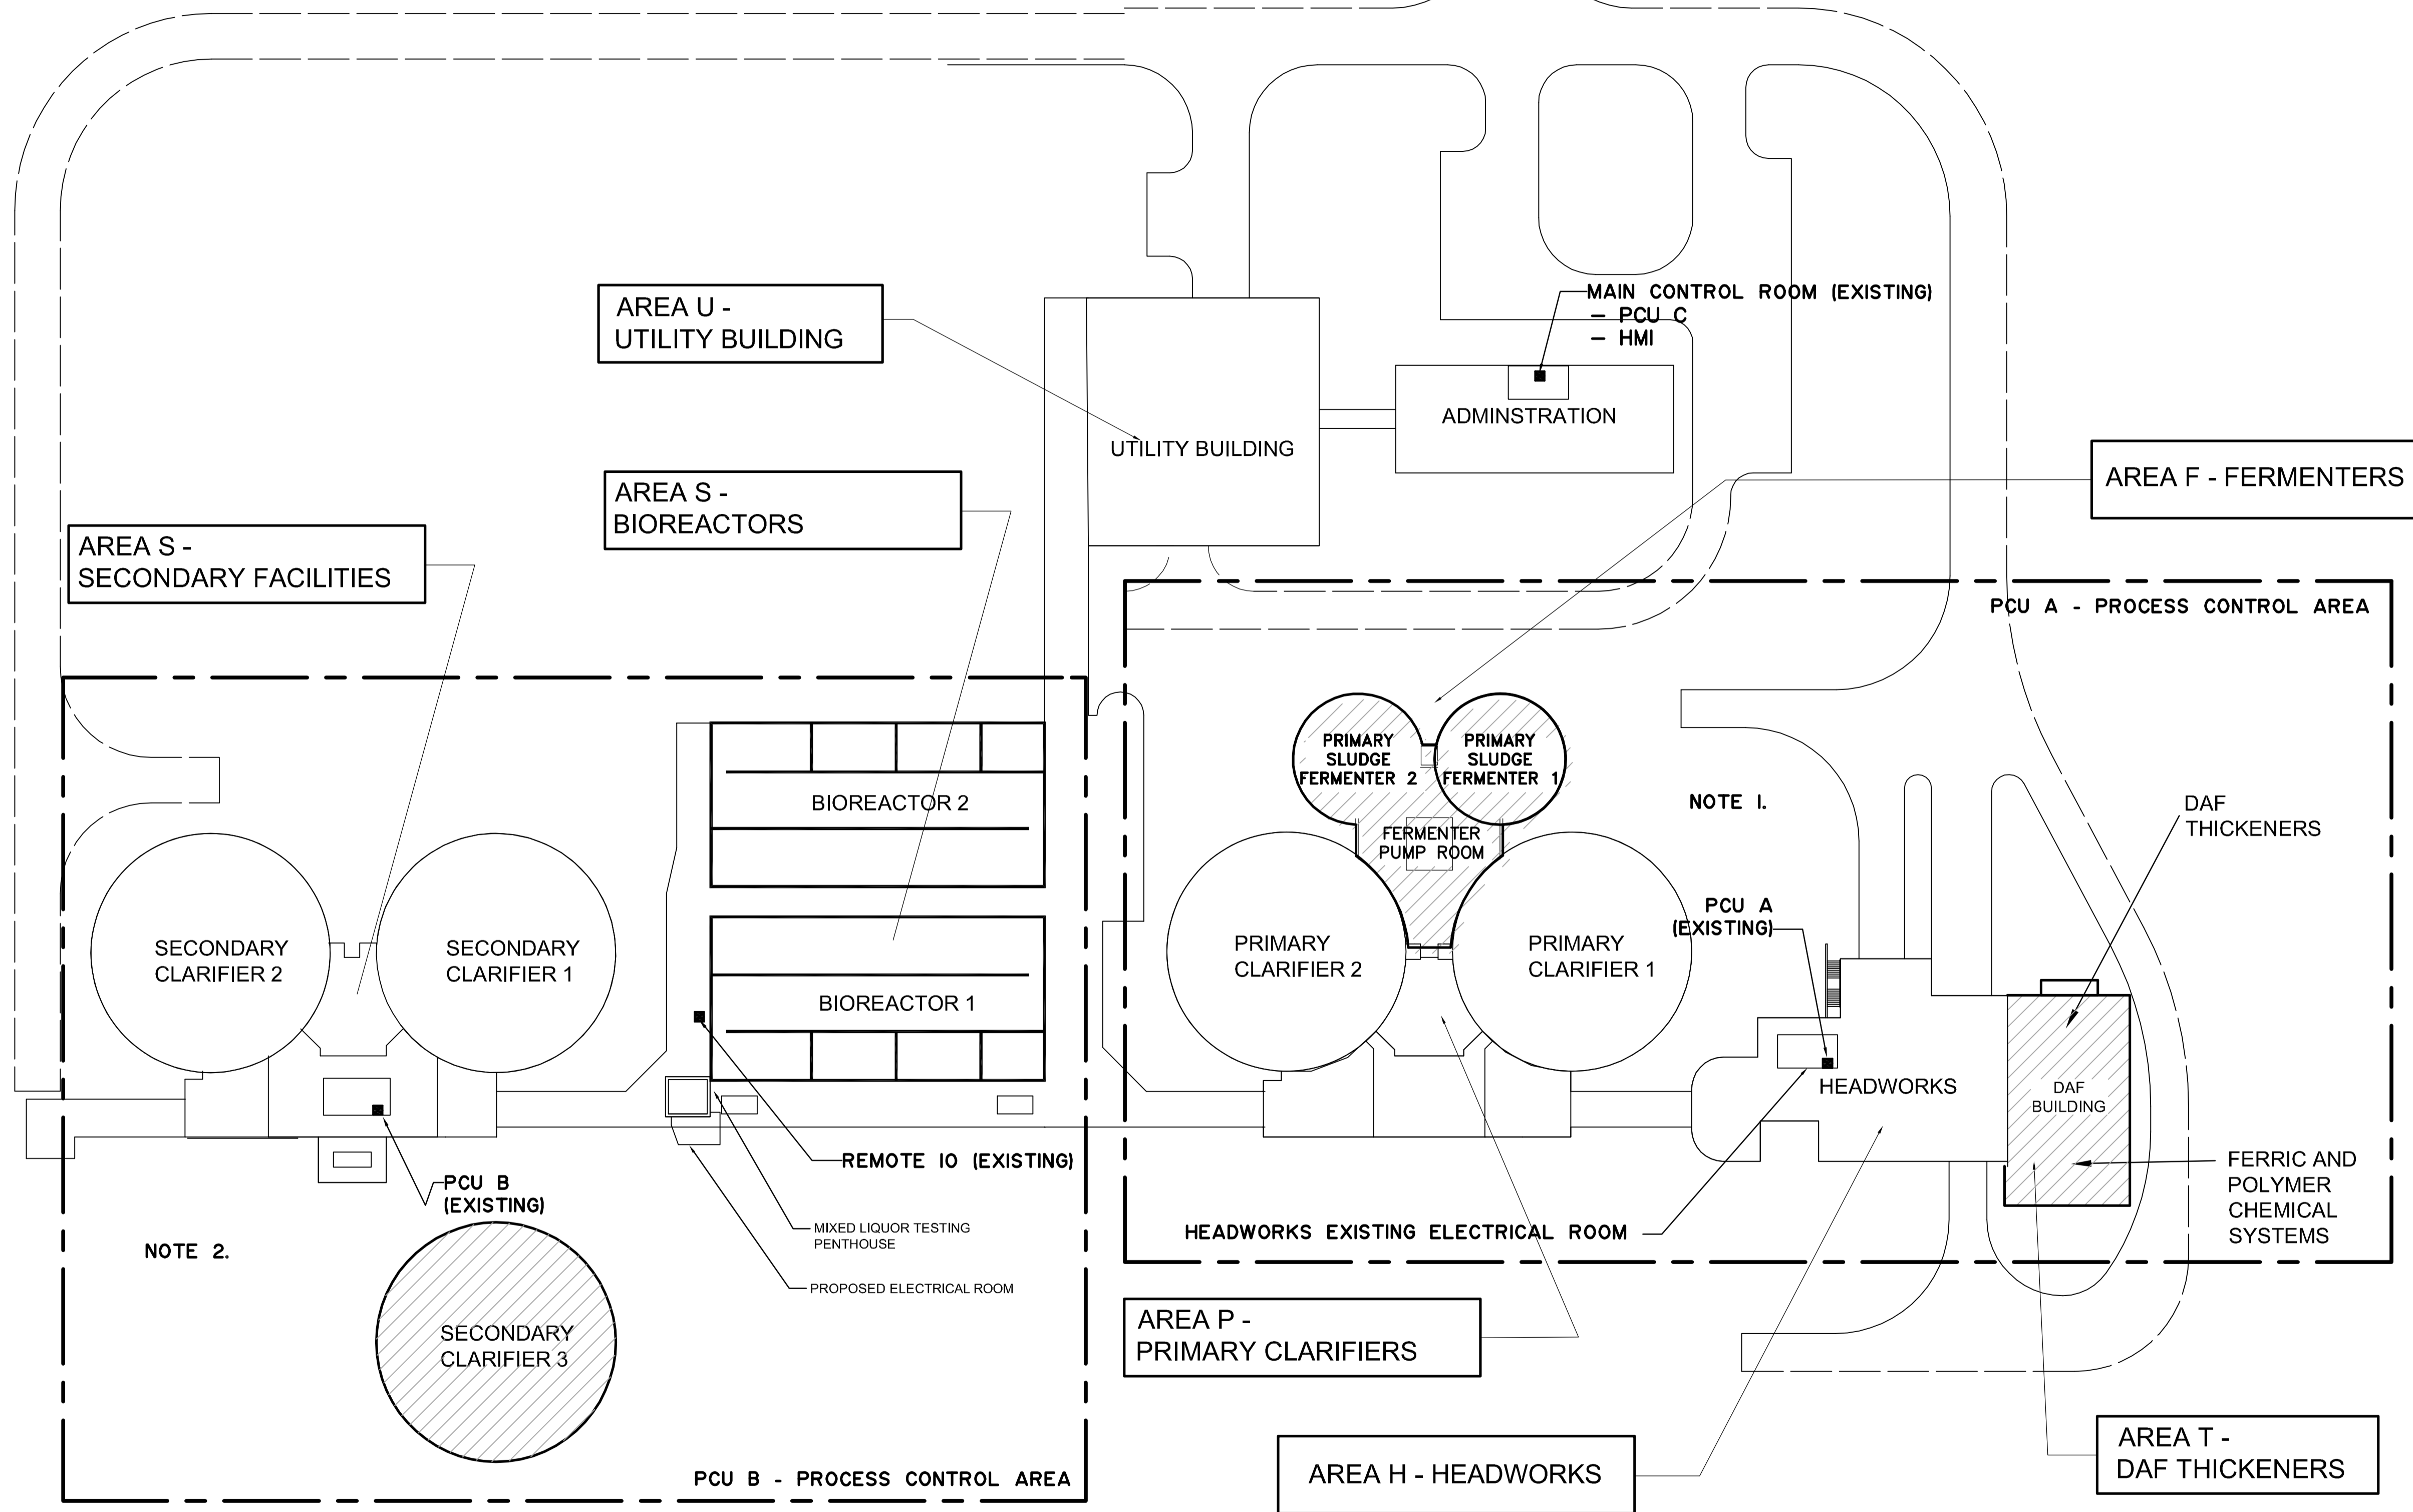 MAIN CONTROL ROOM (EXISTING)
- PCU C
- HMI
AREA U -
UTILITY BUILDING
ADMINSTRATION
UTILITY BUILDING
AREA F - FERMENTERS
AREA S -
BIOREACTORS
AREA S -
SECONDARY FACILITIES
PCU A - PROCESS CONTROL AREA
PRIMARY
SLUDGE
FERMENTER 2
PRIMARY
SLUDGE
FERMENTER 1
BIOREACTOR 2
NOTE 1.
DAF
THICKENERS
FERMENTER
PUMP ROOM
PCU A
(EXISTING)
SECONDARY
CLARIFIER 2
SECONDARY
CLARIFIER 1
PRIMARY
CLARIFIER 2
PRIMARY
CLARIFIER 1
BIOREACTOR 1
HEADWORKS
DAF
BUILDING
REMOTE IO (EXISTING)
FERRIC AND
POLYMER
CHEMICAL
SYSTEMS
PCU B
(EXISTING)
MIXED LIQUOR TESTING
PENTHOUSE
HEADWORKS EXISTING ELECTRICAL ROOM
NOTE 2.
PROPOSED ELECTRICAL ROOM
AREA P -
PRIMARY CLARIFIERS
SECONDARY
CLARIFIER 3
AREA T -
DAF THICKENERS
AREA H - HEADWORKS
PCU B - PROCESS CONTROL AREA